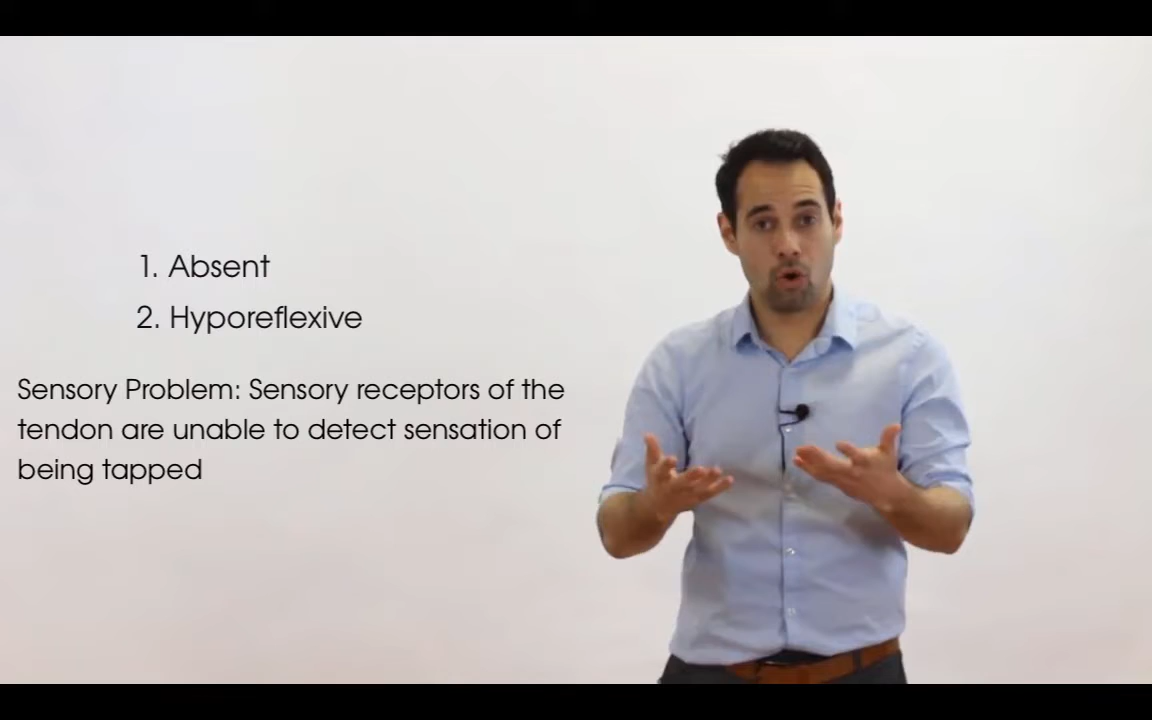 1. Absent
2. Hyporeflexive
Sensory Problem: Sensory receptors of the
tendon are unable to detect sensation of
being tapped